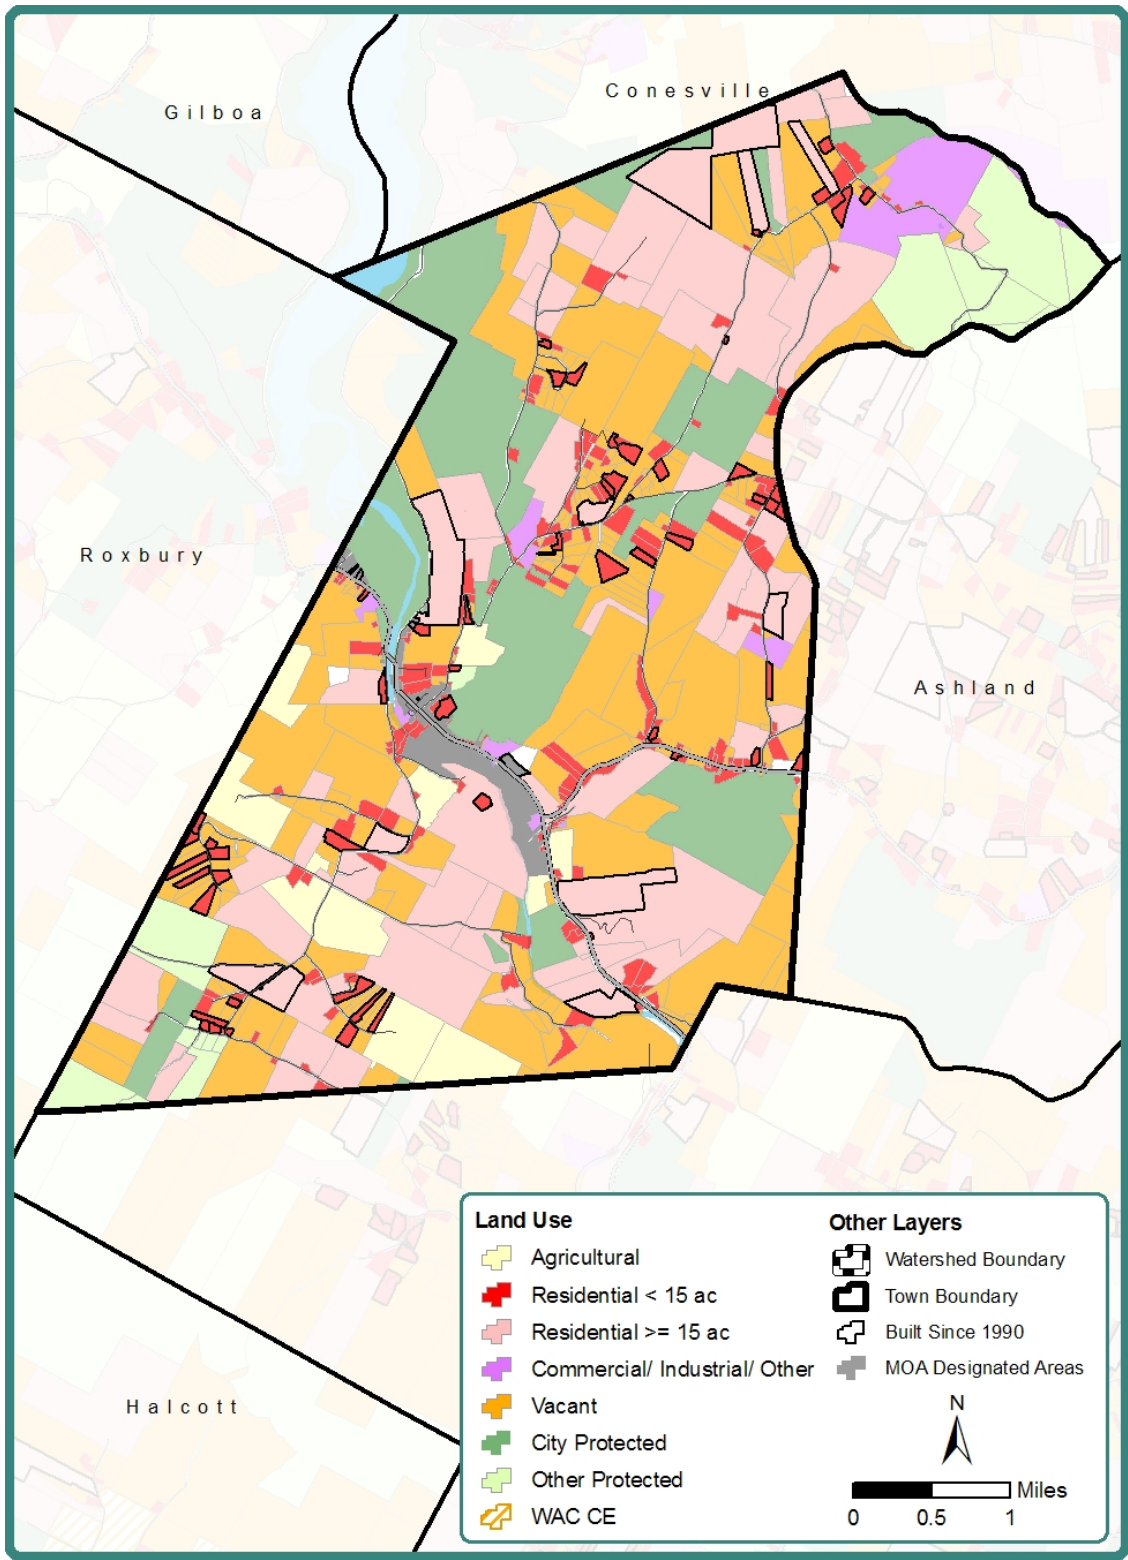 Conesville
Gilboa
Roxbury
Ashland
Halcott
Land Use
Agricultural
Residential < 15 ac
Residential >= 15 ac
Commercial/ Industrial/ Other
Vacant
City Protected
Other Protected
WAC CE
Other Layers
Watershed Boundary
Town Boundary
Built Since 1990
MOA Designated Areas
N
Miles
0 0.5 1